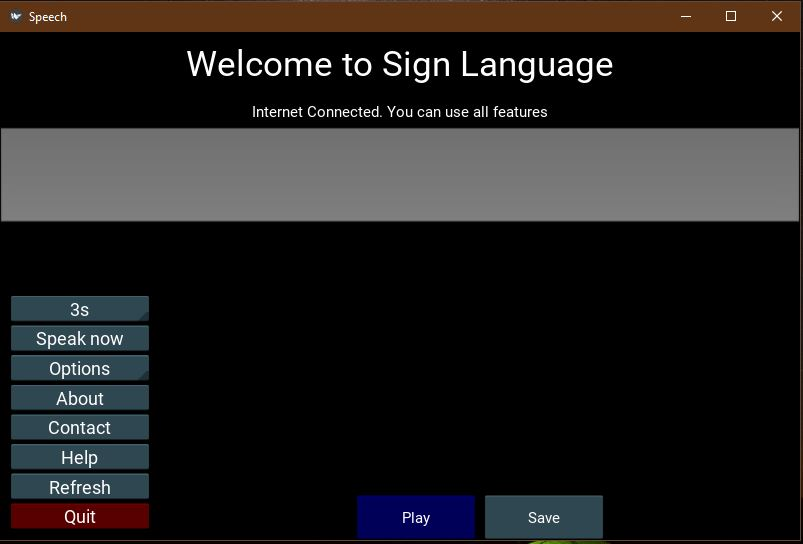 Speech
Welcome to Sign Language
Internet Connected. You can use all features
3s
Speak now
Options
About
Contact
Help
Refresh
Quit
Play
Save